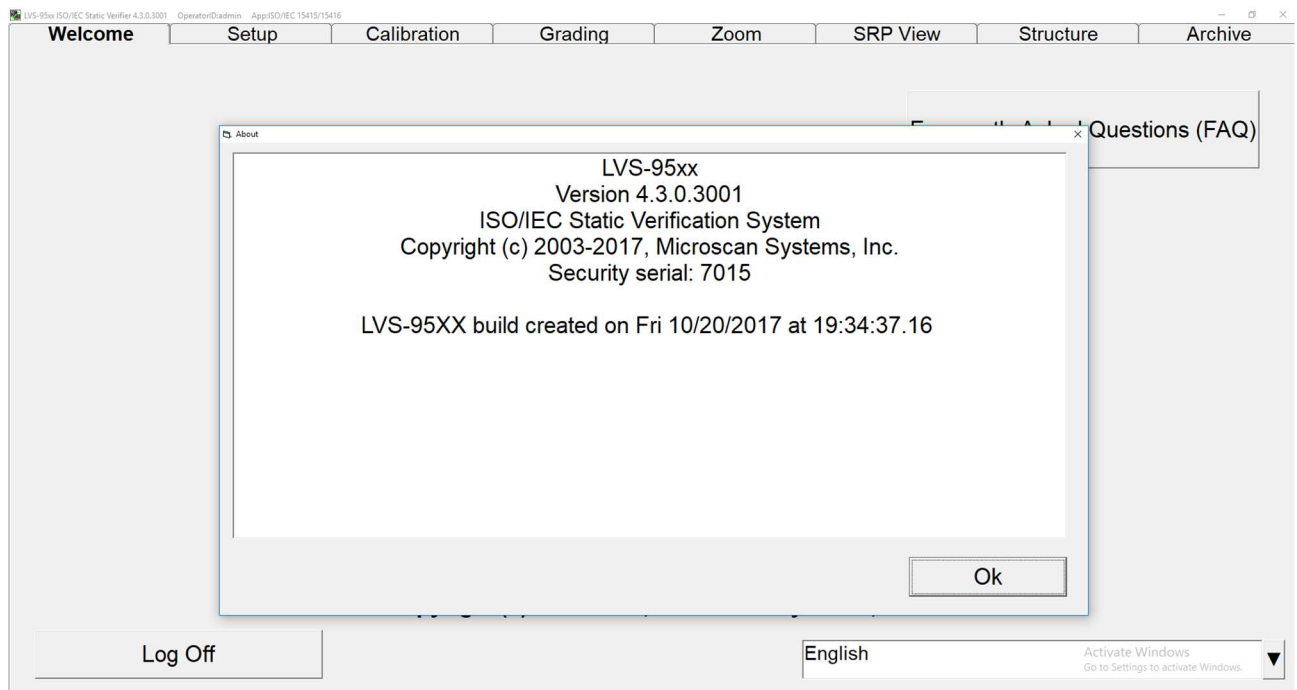 LVS-95xx ISO/IEC Static Verifier 4.3.0.3001 OperatorID:admin App:ISO/IEC 15415/15416
Welcome Setup Calibration Grading Zoom SRP View Structure Archive
Questions (FAQ)
About
LVS-95xx
Version 4.3.0.3001
ISO/IEC Static Verification System
Copyright (c) 2003-2017, Microscan Systems, Inc.
Security serial: 7015
LVS-95XX build created on Fri 10/20/2017 at 19:34:37.16
Ok
Log Off
English
Activate Windows
Go to Settings to activate Windows.